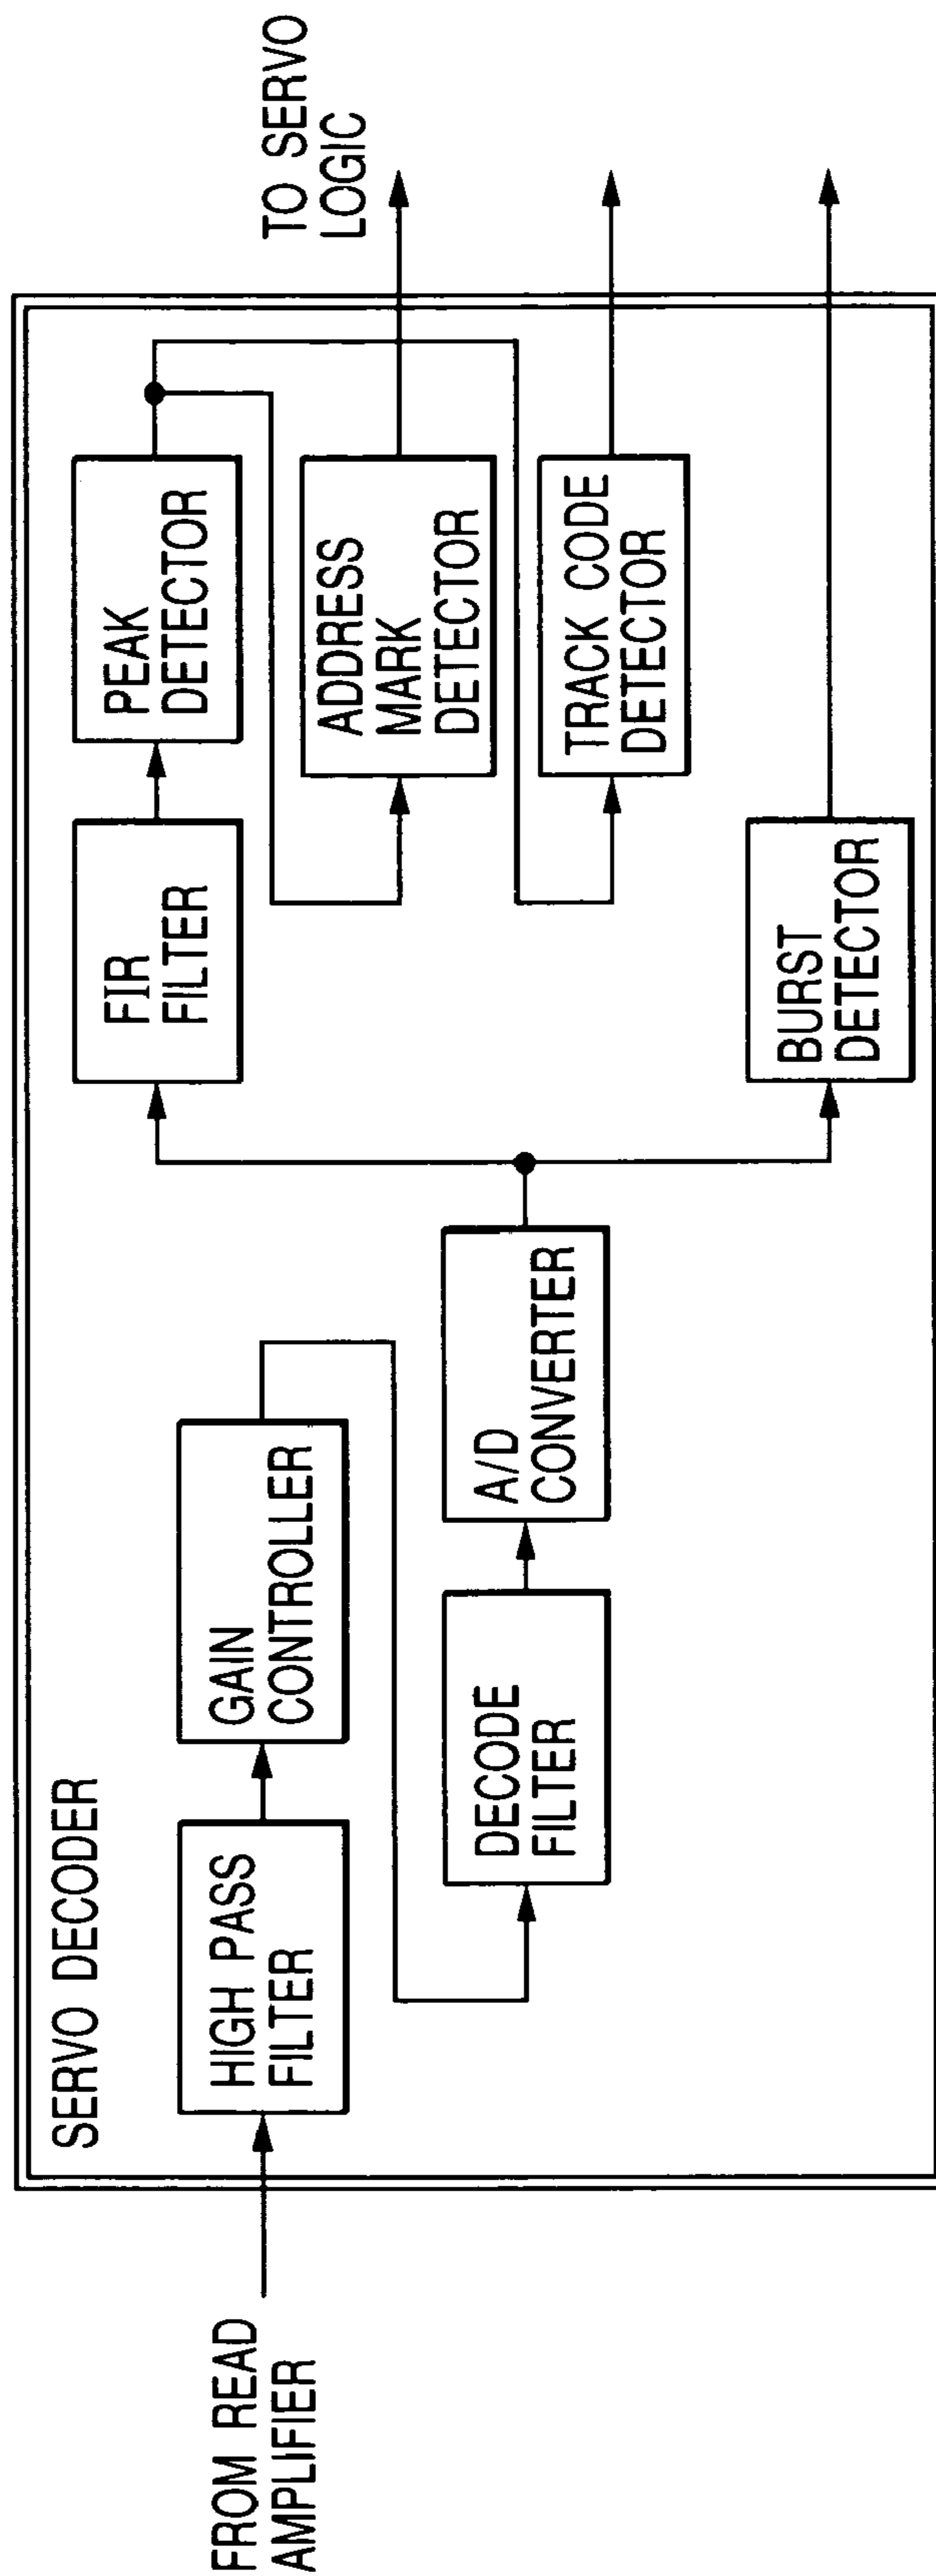 SERVO DECODER
FROM READ
AMPLIFIER
HIGH PASS
FILTER
GAIN
CONTROLLER
DECODE
FILTER
A/D
CONVERTER
FIR
FILTER
PEAK
DETECTOR
ADDRESS
MARK
DETECTOR
TRACK CODE
DETECTOR
BURST
DETECTOR
TO SERVO
LOGIC